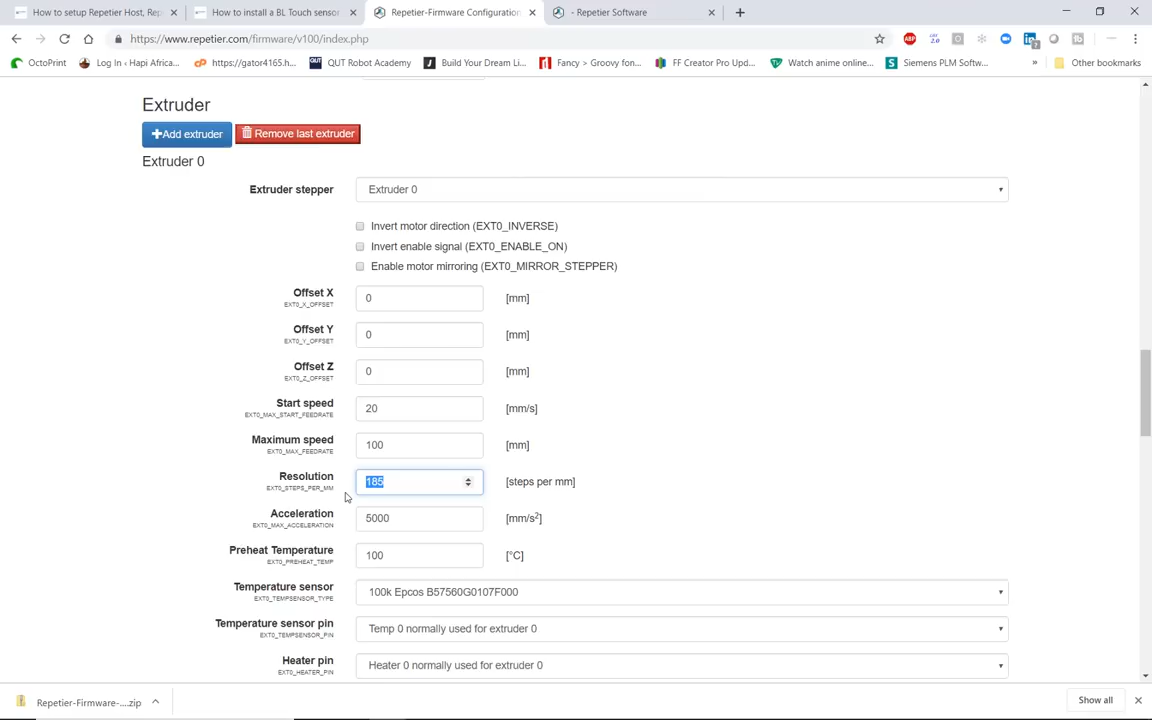 How to setup Repetier Host, Rep
How to install a BL Touch sensor
Repetier-Firmware Configuration
- Repetier Software
https://www.repetier.com/firmware/v100/index.php
OctoPrint
Log In ‹ Hapi Africa...
https://gator4165.h...
QUT Robot Academy
Build Your Dream Li...
Fancy > Groovy fon...
FF Creator Pro Upd...
Watch anime online...
Siemens PLM Softw...
»
Other bookmarks
Extruder
Add extruder
Remove last extruder
Extruder 0
Extruder stepper
Extruder 0
Invert motor direction (EXT0_INVERSE)
Invert enable signal (EXT0_ENABLE_ON)
Enable motor mirroring (EXT0_MIRROR_STEPPER)
Offset X 0 [mm]
EXT0_X_OFFSET
Offset Y 0 [mm]
EXT0_Y_OFFSET
Offset Z 0 [mm]
EXT0_Z_OFFSET
Start speed 20 [mm/s]
EXT0_MAX_START_FEEDRATE
Maximum speed 100 [mm]
EXT0_MAX_FEEDRATE
Resolution 185 [steps per mm]
EXT0_STEPS_PER_MM
Acceleration 5000 [mm/s²]
EXT0_MAX_ACCELERATION
Preheat Temperature 100 [°C]
EXT0_PREHEAT_TEMP
Temperature sensor 100k Epcos B57560G0107F000
EXT0_TEMPSENSOR_TYPE
Temperature sensor pin Temp 0 normally used for extruder 0
EXT0_TEMPSENSOR_PIN
Heater pin Heater 0 normally used for extruder 0
EXT0_HEATER_PIN
Repetier-Firmware-....zip
Show all